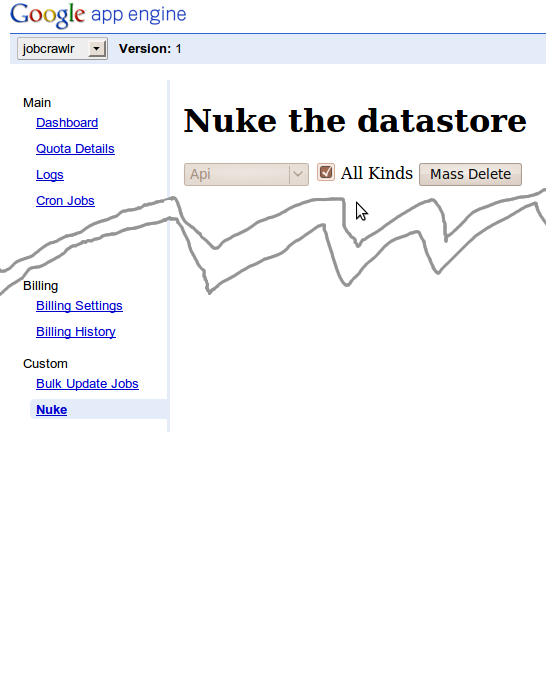 Google app engine
jobcrawlr Version: 1
Main
Dashboard
Quota Details
Logs
Cron Jobs
Billing
Billing Settings
Billing History
Custom
Bulk Update Jobs
Nuke
Nuke the datastore
Api All Kinds Mass Delete